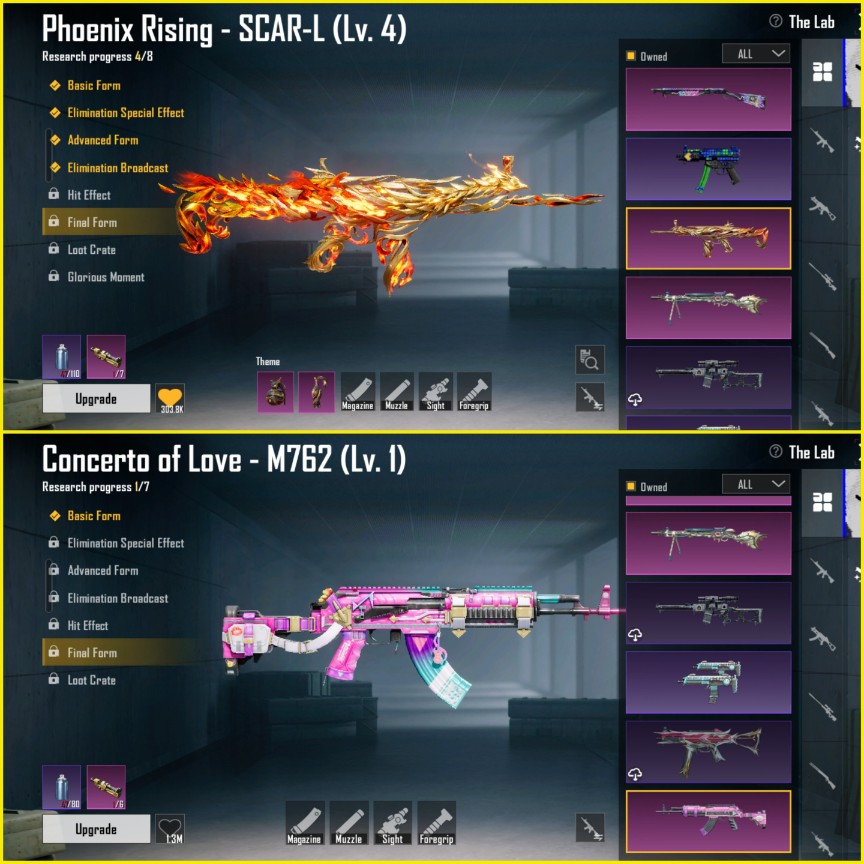 Phoenix Rising - SCAR-L (Lv. 4)
The Lab
Research progress 4/8
Owned
ALL
Basic Form
Elimination Special Effect
Advanced Form
Elimination Broadcast
Hit Effect
Final Form
Loot Crate
Glorious Moment
/110
/7
Upgrade
303.8K
Theme
Magazine
Muzzle
Sight
Foregrip
Concerto of Love - M762 (Lv. 1)
The Lab
Research progress 1/7
Owned
ALL
Basic Form
Elimination Special Effect
Advanced Form
Elimination Broadcast
Hit Effect
Final Form
Loot Crate
/80
/6
Upgrade
1.3M
Magazine
Muzzle
Sight
Foregrip